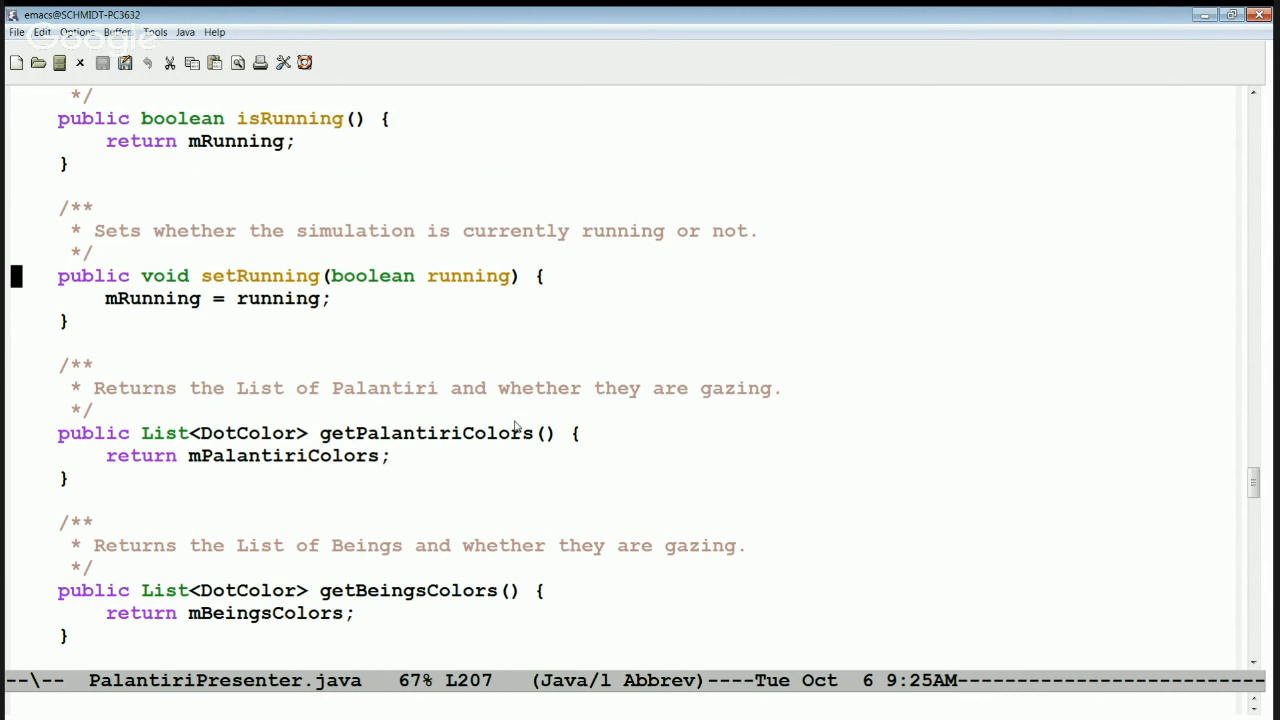 emacs@SCHMIDT-PC3632
File Edit Options Buffer Tools Java Help
Google
*/
public boolean isRunning() {
return mRunning;
}
/**
* Sets whether the simulation is currently running or not.
*/
public void setRunning(boolean running) {
mRunning = running;
}
/**
* Returns the List of Palantiri and whether they are gazing.
*/
public List<DotColor> getPalantiriColors() {
return mPalantiriColors;
}
/**
* Returns the List of Beings and whether they are gazing.
*/
public List<DotColor> getBeingsColors() {
return mBeingsColors;
}
--\-- PalantiriPresenter.java 67% L207 (Java/l Abbrev)----Tue Oct 6 9:25AM--------------------------